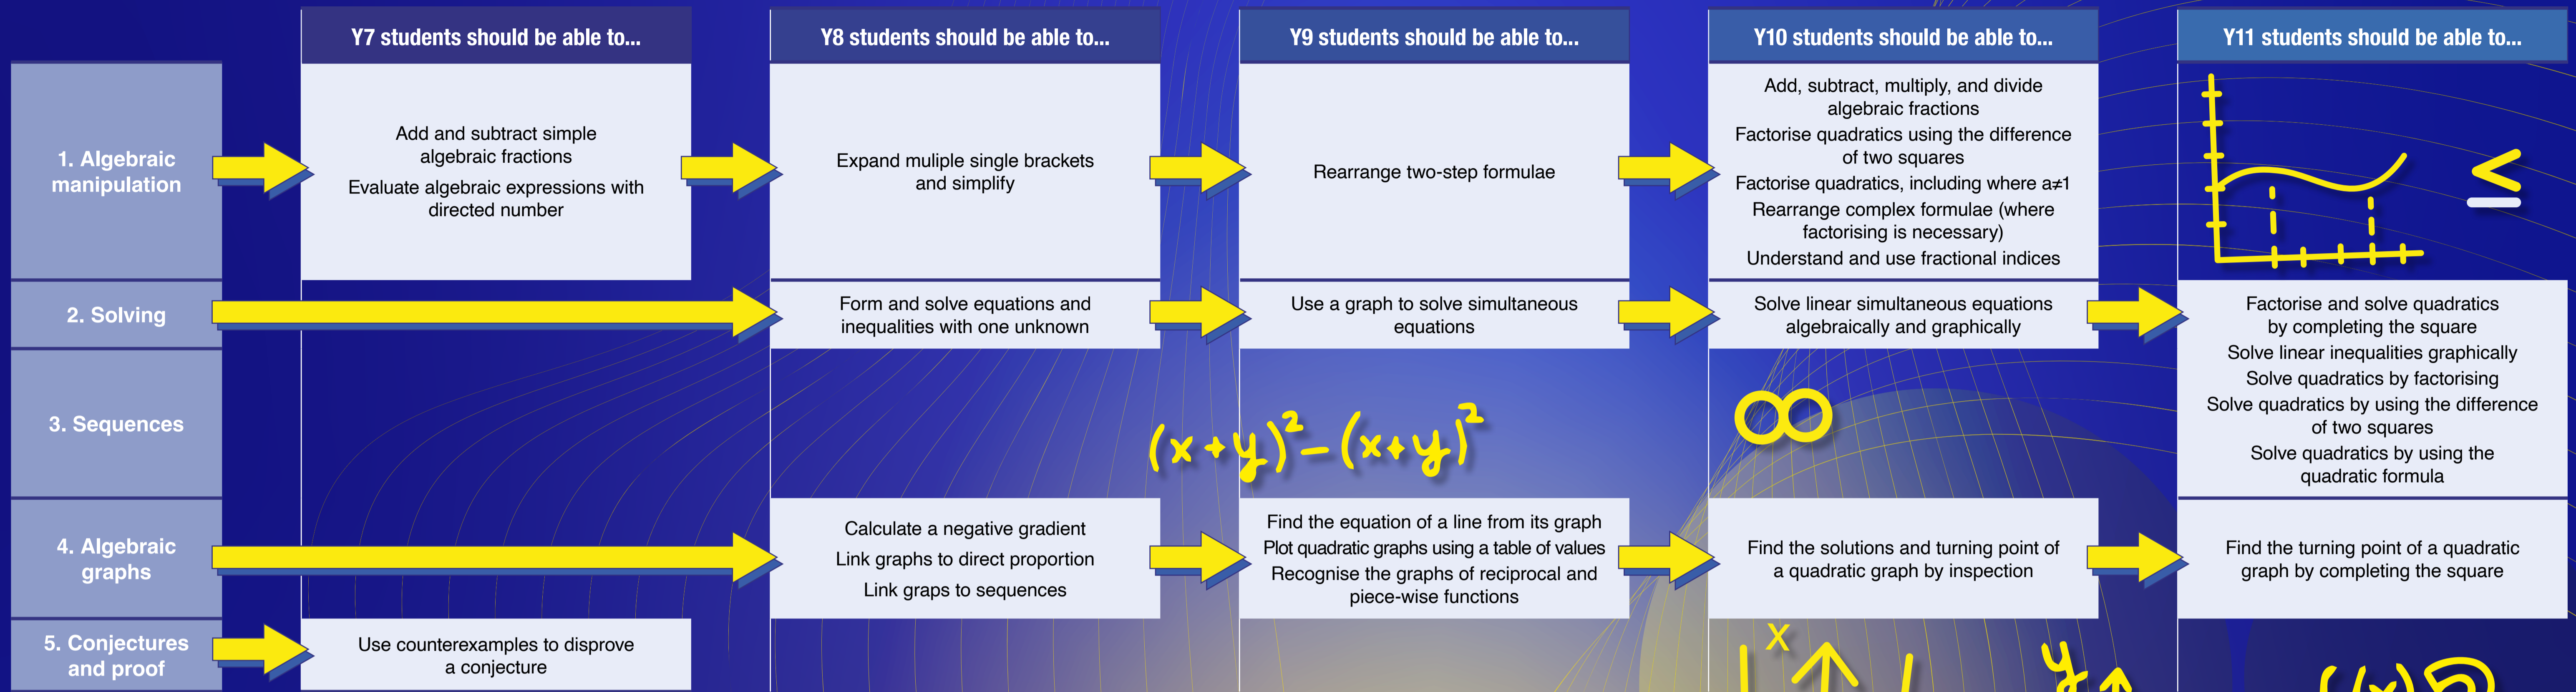 Y7 students should be able to...
Y8 students should be able to...
Y9 students should be able to...
Y10 students should be able to...
Y11 students should be able to...
1. Algebraic
manipulation
Add and subtract simple
algebraic fractions
Evaluate algebraic expressions with
directed number
Expand muliple single brackets
and simplify
Rearrange two-step formulae
Add, subtract, multiply, and divide
algebraic fractions
Factorise quadratics using the difference
of two squares
Factorise quadratics, including where a≠1
Rearrange complex formulae (where
factorising is necessary)
Understand and use fractional indices
≤
2. Solving
Form and solve equations and
inequalities with one unknown
Use a graph to solve simultaneous
equations
Solve linear simultaneous equations
algebraically and graphically
Factorise and solve quadratics
by completing the square
Solve linear inequalities graphically
Solve quadratics by factorising
Solve quadratics by using the difference
of two squares
Solve quadratics by using the
quadratic formula
3. Sequences
(x+y)²-(x+y)²
∞
4. Algebraic
graphs
Calculate a negative gradient
Link graphs to direct proportion
Link graps to sequences
Find the equation of a line from its graph
Plot quadratic graphs using a table of values
Recognise the graphs of reciprocal and
piece-wise functions
Find the solutions and turning point of
a quadratic graph by inspection
Find the turning point of a quadratic
graph by completing the square
5. Conjectures
and proof
Use counterexamples to disprove
a conjecture
x
y